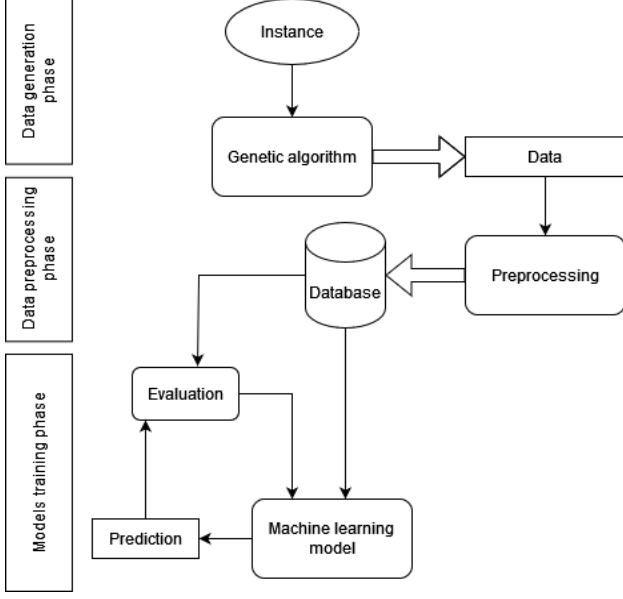 Data generation
phase
Instance
Genetic algorithm
Data
Data preprocessing
phase
Database
Preprocessing
Models training phase
Evaluation
Prediction
Machine learning
model